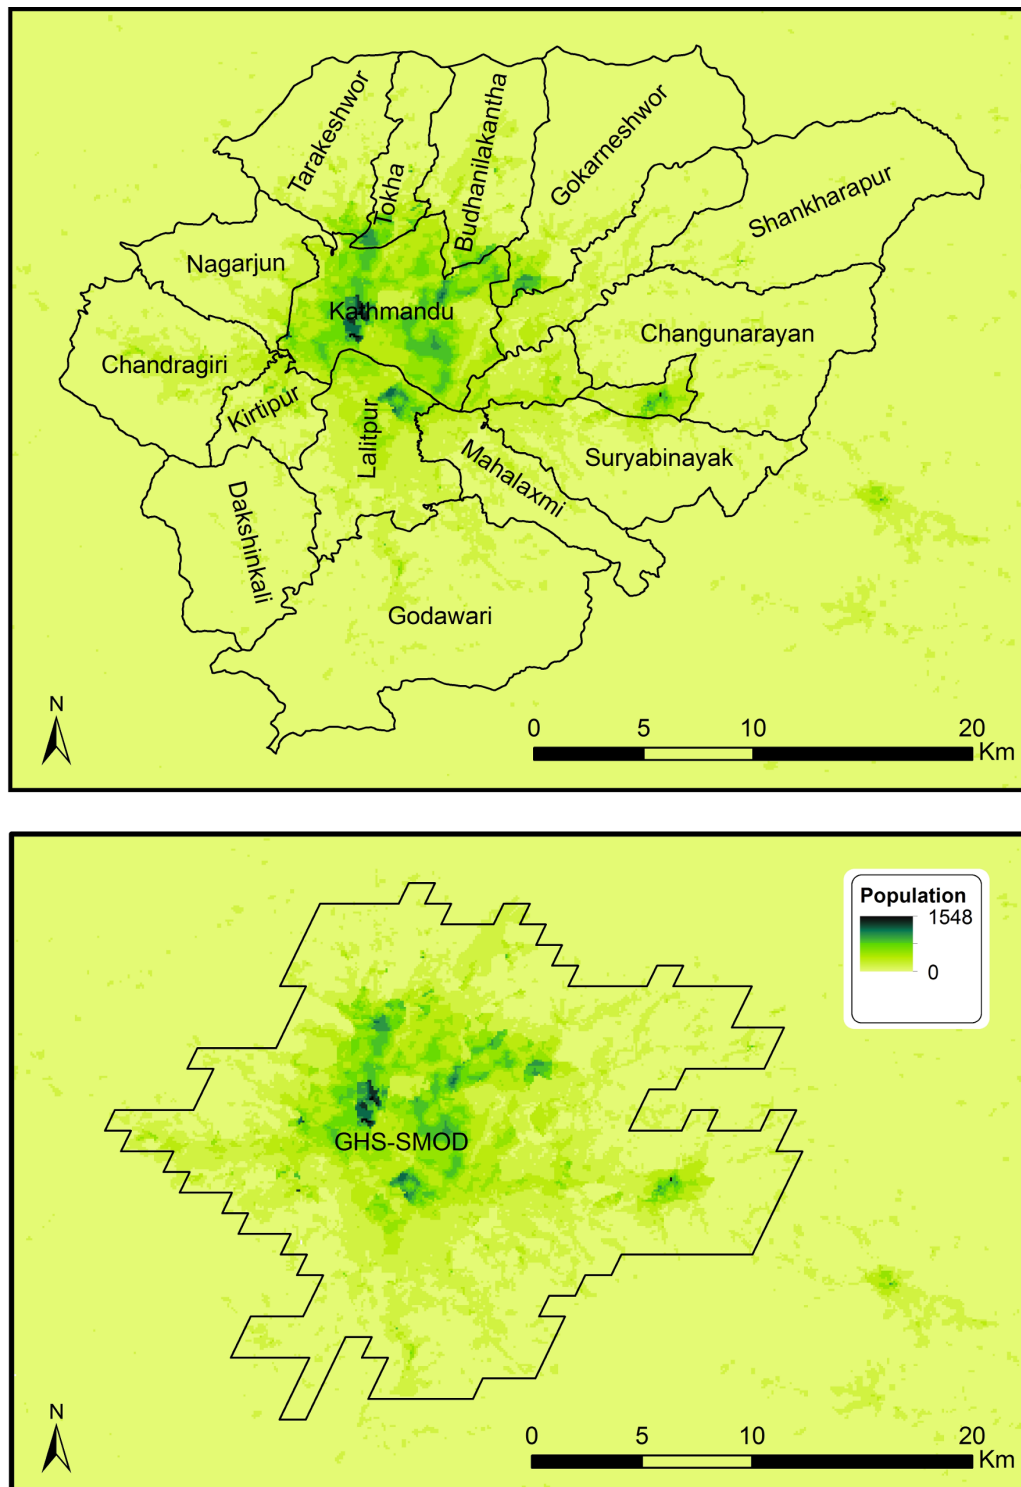 Tarakeshwor
Tokha
Budhanilakantha
Gokarneshwor
Shankharapur
Nagarjun
Kathmandu
Changunarayan
Chandragiri
Kirtipur
Lalitpur
Mahalaxmi
Suryabinayak
Dakshinkali
Godawari
N
0 5 10 20
Km
Population
1548
0
GHS-SMOD
N
0 5 10 20
Km